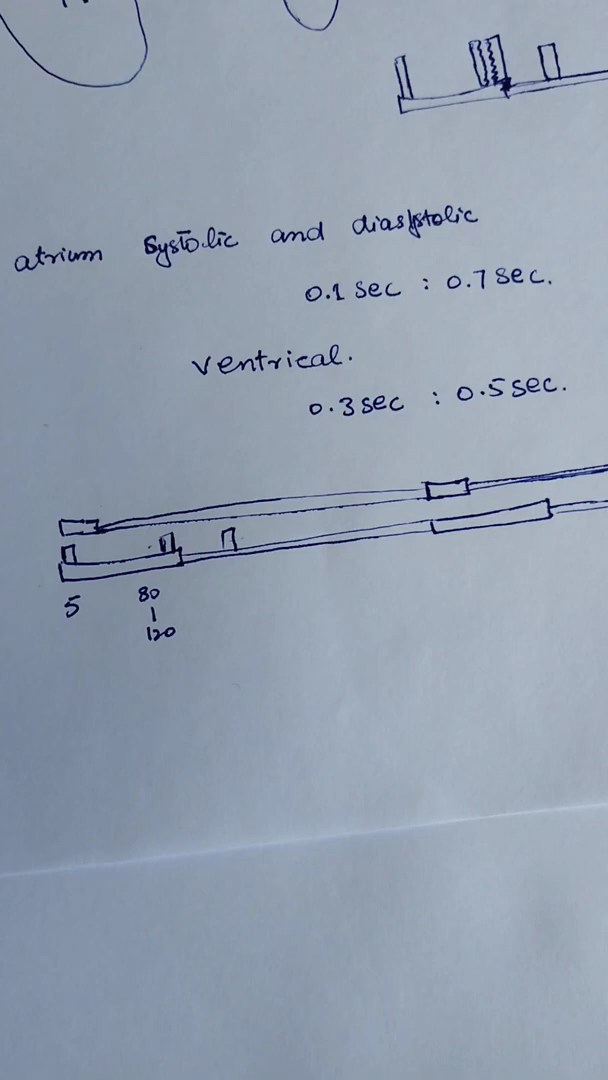 atrium systolic and diasystolic
0.1 sec : 0.7 sec.
Ventrical.
0.3 sec : 0.5 sec.
5 80
120